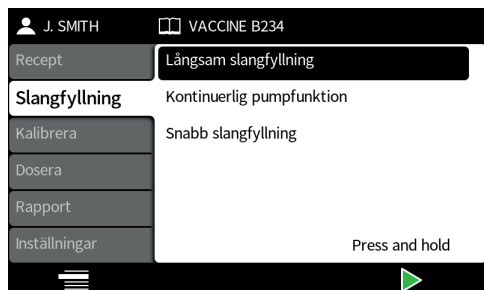 J. SMITH
VACCINE B234
Recept
Slangfyllning
Kalibrera
Dosera
Rapport
Inställningar
Långsam slangfyllning
Kontinuerlig pumpfunktion
Snabb slangfyllning
Press and hold